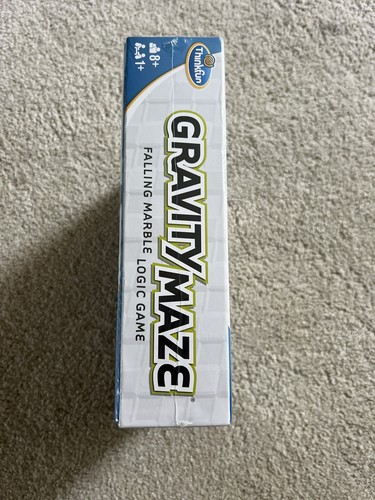 Thinkfun
8+
1+
GRAVITY MAZE
FALLING MARBLE LOGIC GAME